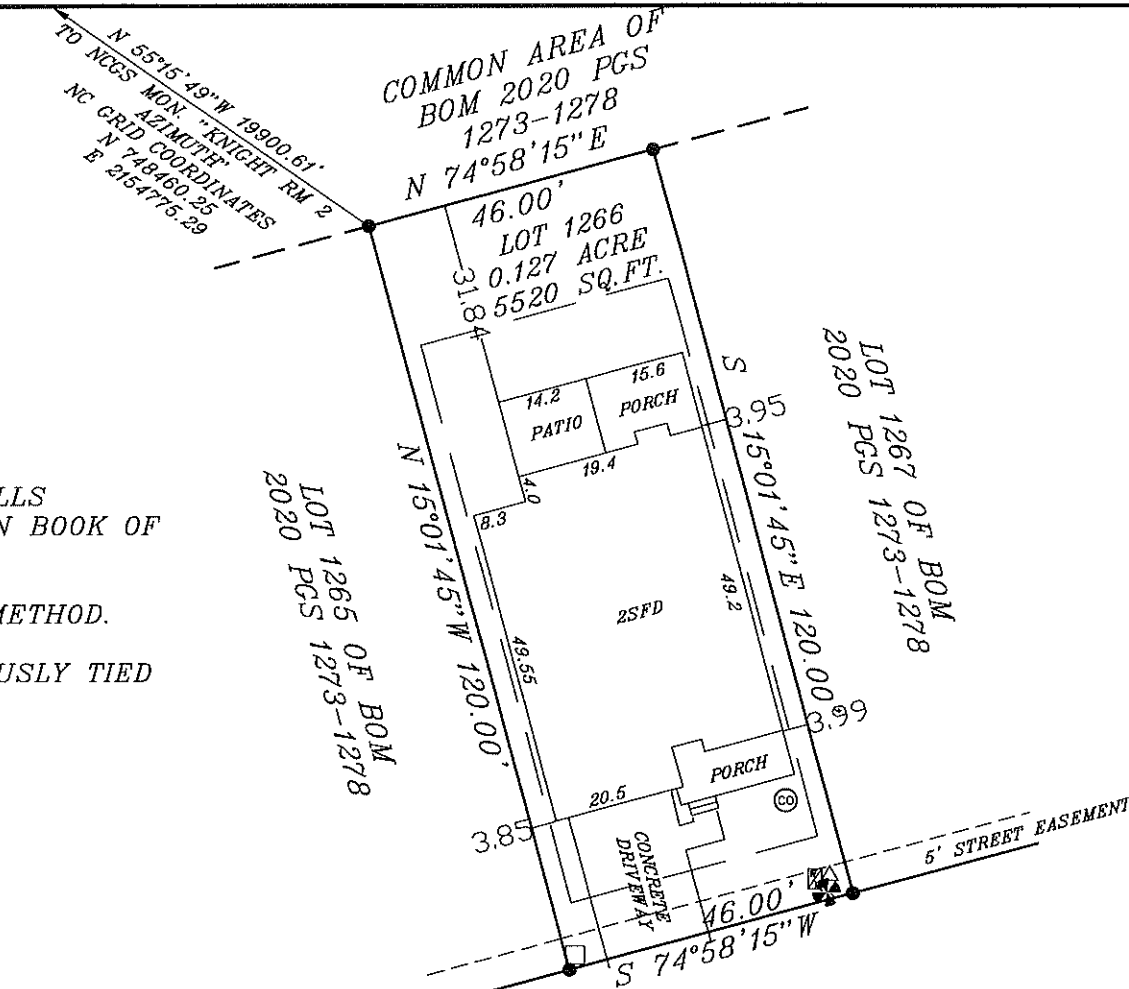 N 55°15'49"W 19900.61'
TO NCGS MON. "KNIGHT RM 2
AZIMUTH"
NC GRID COORDINATES
N 748460.25
E 2154775.29
COMMON AREA OF
BOM 2020 PGS
1273-1278
N 74°58'15"E
46.00'
LOT 1266
0.127 ACRE
5520 SQ.FT.
31.84
14.2
PATIO
15.6
PORCH
S 15°01'45"E 120.00'
3.95
LOT 1267 OF BOM
2020 PGS 1273-1278
19.4
4.0
8.3
N 15°01'45"W 120.00'
LOT 1265 OF BOM
2020 PGS 1273-1278
LLS
N BOOK OF
METHOD.
USLY TIED
49.55
2SFD
49.2
3.99
PORCH
20.5
3.85
CO
CONCRETE
DRIVEWAY
5' STREET EASEMENT
46.00'
S 74°58'15"W